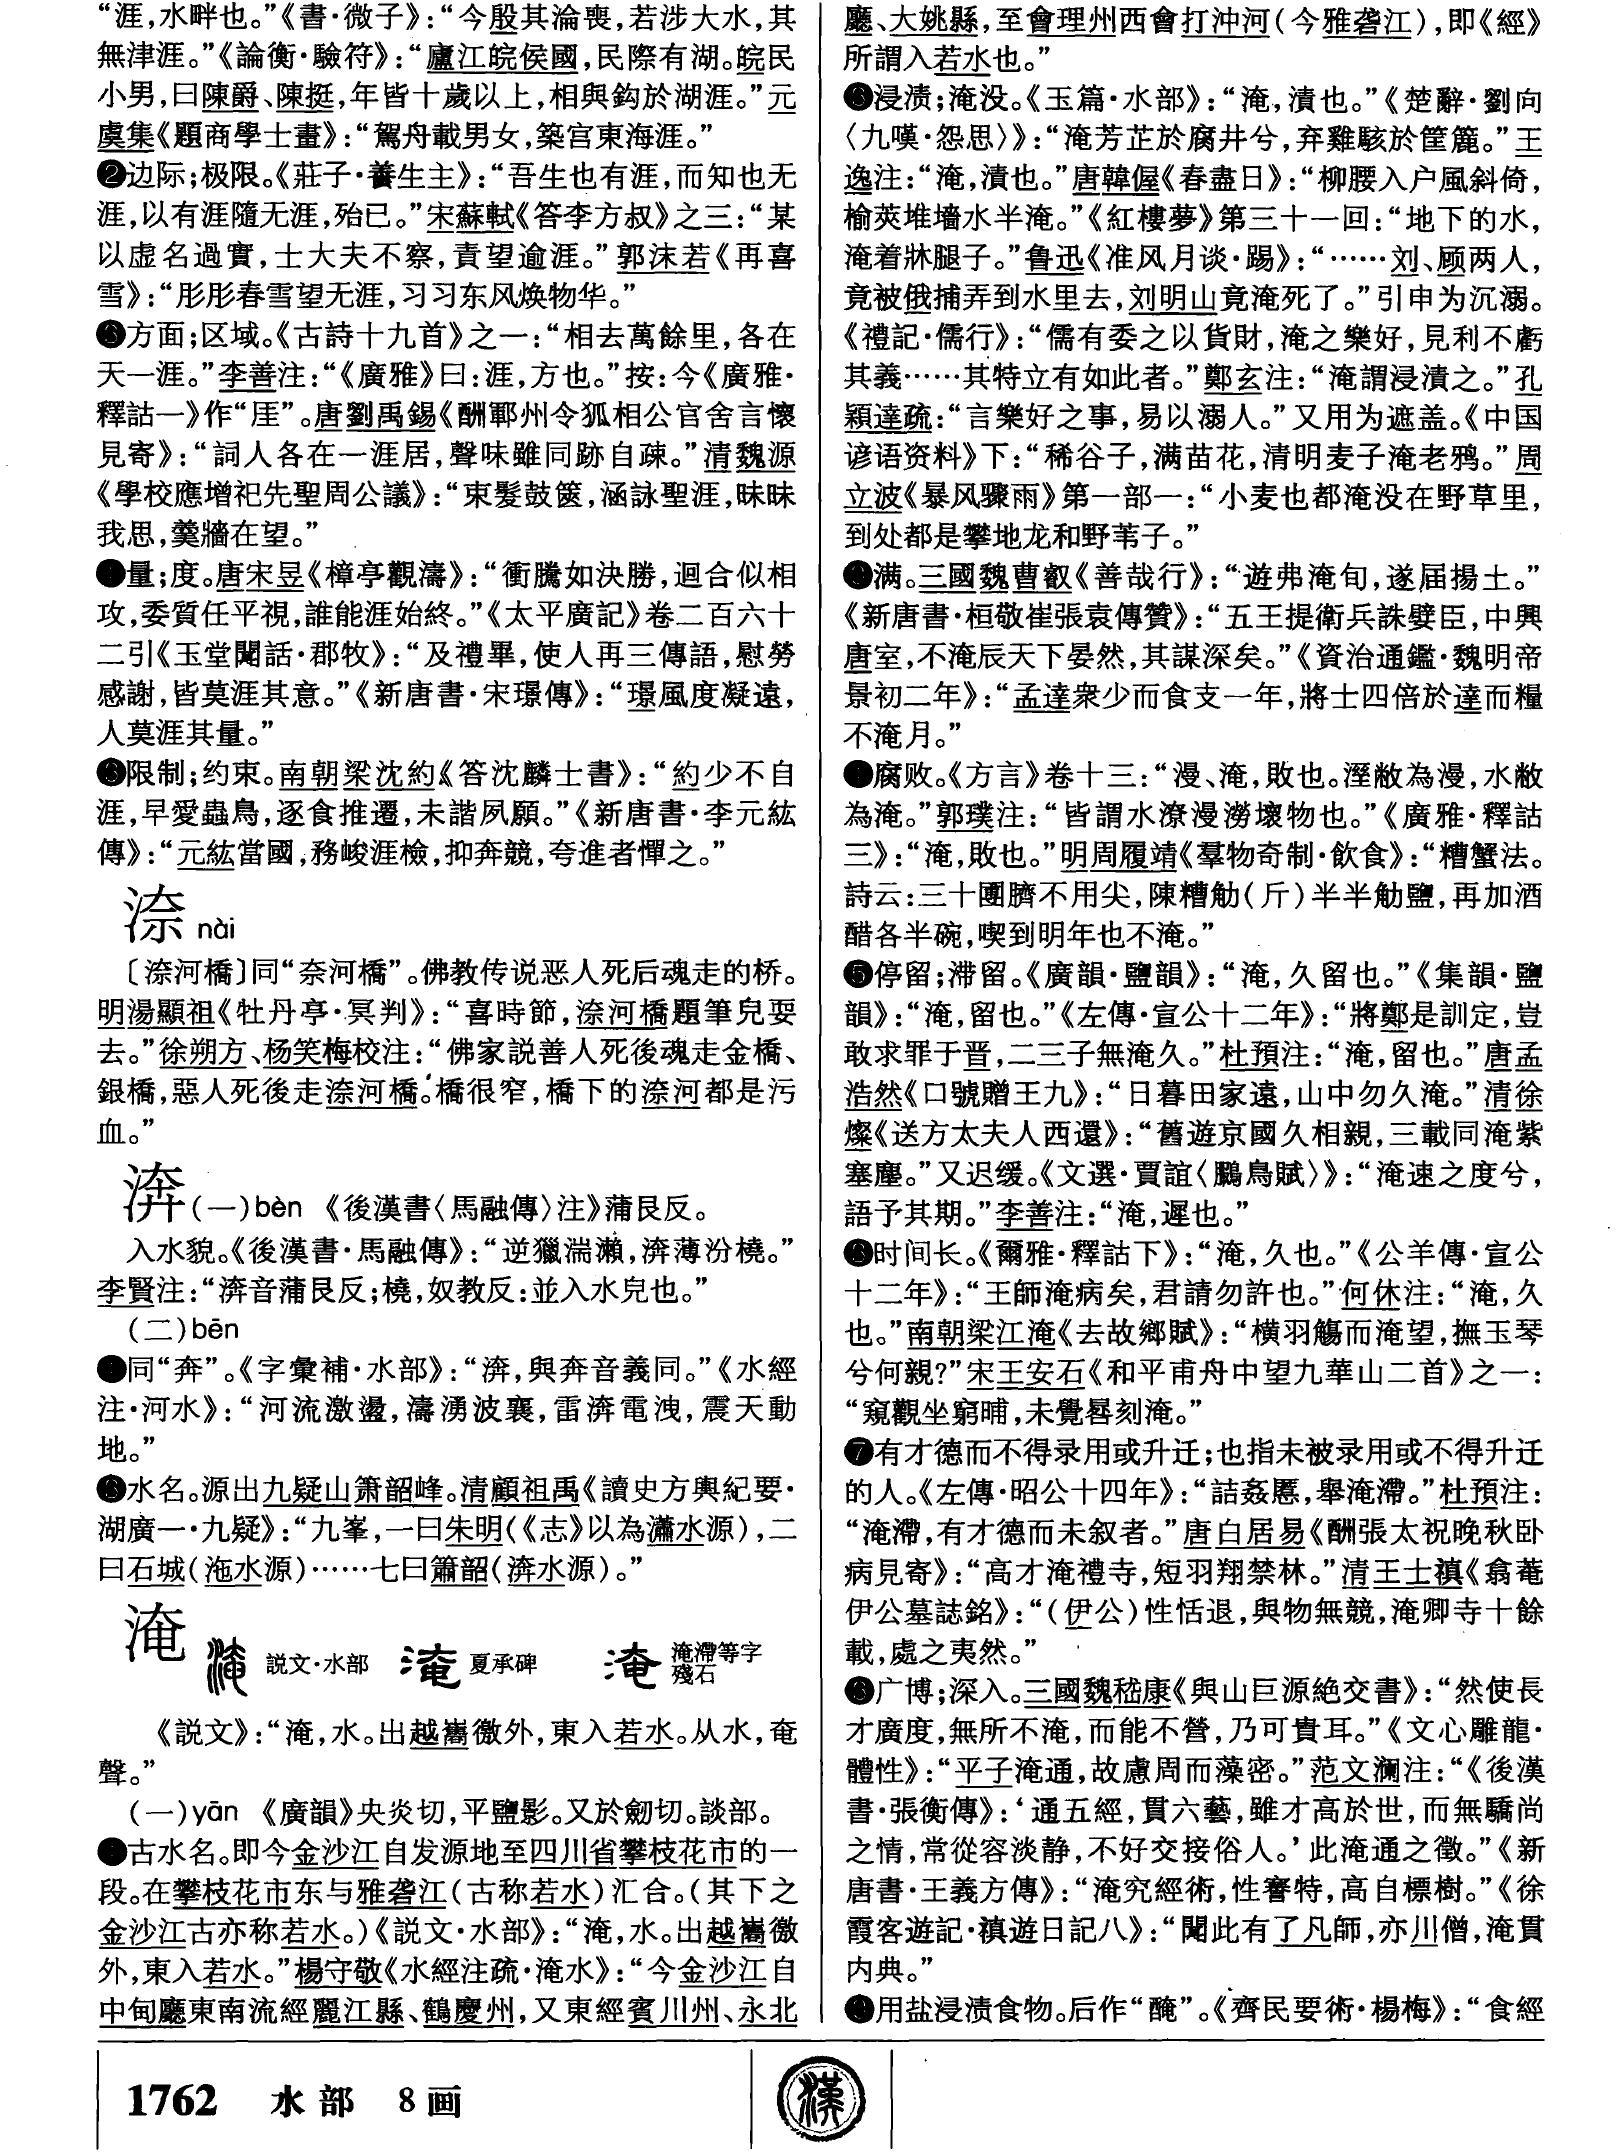 “涯，水畔也。”《書·微子》：“今殷其淪喪，若涉大水，其
無津涯。”《論衡·驗符》：“廬江皖侯國，民際有湖。皖民
小男，曰陳爵、陳挺，年皆十歲以上，相與鈎於湖涯。”元
虞集《題商學士畫》：“駕舟載男女，築宫東海涯。”
❷边际；极限。《莊子·養生主》：“吾生也有涯，而知也无
涯，以有涯隨无涯，殆已。”宋蘇軾《答李方叔》之三：“某
以虚名過實，士大夫不察，責望逾涯。”郭沫若《再喜
雪》：“彤彤春雪望无涯，习习东风焕物华。”
❸方面；区域。《古詩十九首》之一：“相去萬餘里，各在
天一涯。”李善注：“《廣雅》曰：涯，方也。”按：今《廣雅·
釋詁一》作“厓”。唐劉禹錫《酬鄆州令狐相公官舍言懷
見寄》：“詞人各在一涯居，聲味雖同跡自疎。”清魏源
《學校應增祀先聖周公議》：“束髮鼓篋，涵詠聖涯，昧昧
我思，羹牆在望。”
❹量；度。唐宋昱《樟亭觀濤》：“衝騰如決勝，迴合似相
攻，委質任平視，誰能涯始終。”《太平廣記》卷二百六十
二引《玉堂閒話·郡牧》：“及禮畢，使人再三傳語，慰勞
感謝，皆莫涯其意。”《新唐書·宋璟傳》：“璟風度凝遠，
人莫涯其量。”
❺限制；约束。南朝梁沈約《答沈麟士書》：“約少不自
涯，早愛蟲鳥，逐食推遷，未諧夙願。”《新唐書·李元紘
傳》：“元紘當國，務峻涯檢，抑奔競，夸進者憚之。”
渿 nài
〔渿河橋〕同“奈河橋”。佛教传说恶人死后魂走的桥。
明湯顯祖《牡丹亭·冥判》：“喜時節，渿河橋題筆兒耍
去。”徐朔方、杨笑梅校注：“佛家説善人死後魂走金橋、
銀橋，惡人死後走渿河橋。橋很窄，橋下的渿河都是污
血。”
渀 (一)bèn 《後漢書〈馬融傳〉注》蒲艮反。
入水貌。《後漢書·馬融傳》：“逆獵湍瀨，渀薄汾橈。”
李賢注：“渀音蒲艮反；橈，奴教反：並入水皃也。”
(二)bēn
❶同“奔”。《字彙補·水部》：“渀，與奔音義同。”《水經
注·河水》：“河流激盪，濤湧波襄，雷渀電洩，震天動
地。”
❷水名。源出九疑山箫韶峰。清顧祖禹《讀史方輿紀要·
湖廣一·九疑》：“九峯，一曰朱明(《志》以為瀟水源)，二
曰石城(沲水源)……七曰簫韶(渀水源)。”
淹 説文·水部 夏承碑 淹滯等字
殘石
《説文》：“淹，水。出越巂徼外，東入若水。从水，奄
聲。”
(一)yān 《廣韻》央炎切，平鹽影。又於劒切。談部。
❶古水名。即今金沙江自发源地至四川省攀枝花市的一
段。在攀枝花市东与雅砻江(古称若水)汇合。(其下之
金沙江古亦称若水。)《説文·水部》：“淹，水。出越巂徼
外，東入若水。”楊守敬《水經注疏·淹水》：“今金沙江自
中甸廳東南流經麗江縣、鶴慶州，又東經賓川州、永北
廳、大姚縣，至會理州西會打沖河(今雅砻江)，即《經》
所謂入若水也。”
❷浸渍；淹没。《玉篇·水部》：“淹，漬也。”《楚辭·劉向
〈九嘆·怨思〉》：“淹芳芷於腐井兮，弃雞駭於筐簏。”王
逸注：“淹，漬也。”唐韓偓《春盡日》：“柳腰入户風斜倚，
榆莢堆墻水半淹。”《紅樓夢》第三十一回：“地下的水，
淹着牀腿子。”鲁迅《准风月谈·踢》：“……刘、顾两人，
竟被俄捕弄到水里去，刘明山竟淹死了。”引申为沉溺。
《禮記·儒行》：“儒有委之以貨財，淹之樂好，見利不虧
其義……其特立有如此者。”鄭玄注：“淹謂浸漬之。”孔
穎達疏：“言樂好之事，易以溺人。”又用为遮盖。《中国
谚语资料》下：“稀谷子，满苗花，清明麦子淹老鸦。”周
立波《暴风骤雨》第一部一：“小麦也都淹没在野草里，
到处都是攀地龙和野苇子。”
❸满。三國魏曹叡《善哉行》：“遊弗淹旬，遂届揚土。”
《新唐書·桓敬崔張袁傳贊》：“五王提衛兵誅嬖臣，中興
唐室，不淹辰天下晏然，其謀深矣。”《資治通鑑·魏明帝
景初二年》：“孟達衆少而食支一年，將士四倍於達而糧
不淹月。”
❹腐败。《方言》卷十三：“漫、淹，敗也。溼敝為漫，水敝
為淹。”郭璞注：“皆謂水潦漫澇壞物也。”《廣雅·釋詁
三》：“淹，敗也。”明周履靖《羣物奇制·飲食》：“糟蟹法。
詩云：三十團臍不用尖，陳糟觔(斤)半半觔鹽，再加酒
醋各半碗，喫到明年也不淹。”
❺停留；滞留。《廣韻·鹽韻》：“淹，久留也。”《集韻·鹽
韻》：“淹，留也。”《左傳·宣公十二年》：“將鄭是訓定，豈
敢求罪于晋，二三子無淹久。”杜預注：“淹，留也。”唐孟
浩然《口號贈王九》：“日暮田家遠，山中勿久淹。”清徐
燦《送方太夫人西還》：“舊遊京國久相親，三載同淹紫
塞塵。”又迟缓。《文選·賈誼〈鵩鳥賦〉》：“淹速之度兮，
語予其期。”李善注：“淹，遲也。”
❻时间长。《爾雅·釋詁下》：“淹，久也。”《公羊傳·宣公
十二年》：“王師淹病矣，君請勿許也。”何休注：“淹，久
也。”南朝梁江淹《去故鄉賦》：“横羽觴而淹望，撫玉琴
兮何親？”宋王安石《和平甫舟中望九華山二首》之一：
“窺觀坐窮晡，未覺晷刻淹。”
❼有才德而不得录用或升迁；也指未被录用或不得升迁
的人。《左傳·昭公十四年》：“詰姦慝，舉淹滯。”杜預注：
“淹滯，有才德而未叙者。”唐白居易《酬張太祝晚秋卧
病見寄》：“高才淹禮寺，短羽翔禁林。”清王士禛《翕菴
伊公墓誌銘》：“(伊公)性恬退，與物無競，淹卿寺十餘
載，處之夷然。”
❽广博；深入。三國魏嵇康《與山巨源絶交書》：“然使長
才廣度，無所不淹，而能不營，乃可貴耳。”《文心雕龍·
體性》：“平子淹通，故慮周而藻密。”范文瀾注：“《後漢
書·張衡傳》：‘通五經，貫六藝，雖才高於世，而無驕尚
之情，常從容淡静，不好交接俗人。’此淹通之徵。”《新
唐書·王義方傳》：“淹究經術，性謇特，高自標樹。”《徐
霞客遊記·滇遊日記八》：“聞此有了凡師，亦川僧，淹貫
内典。”
❾用盐浸渍食物。后作“醃”。《齊民要術·楊梅》：“食經
1762 水部 8画
漢